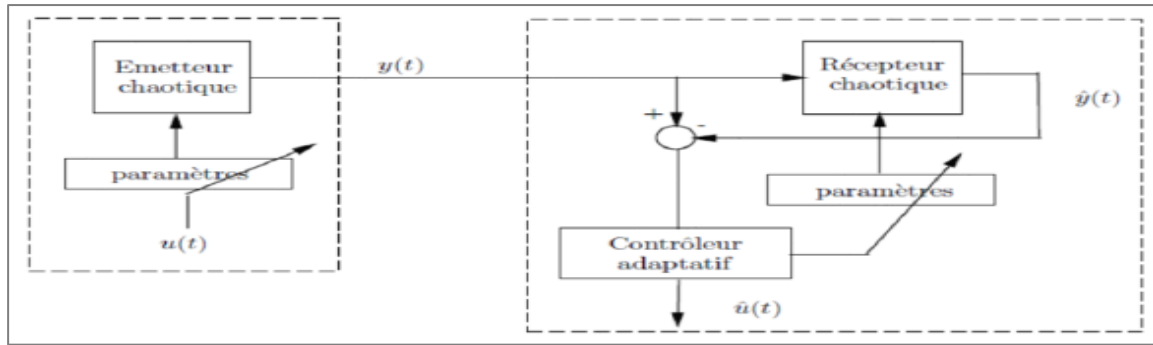 Emetteur
chaotique
y(t)
Récepteur
chaotique
ŷ(t)
+
-
paramètres
paramètres
u(t)
Contrôleur
adaptatif
û(t)